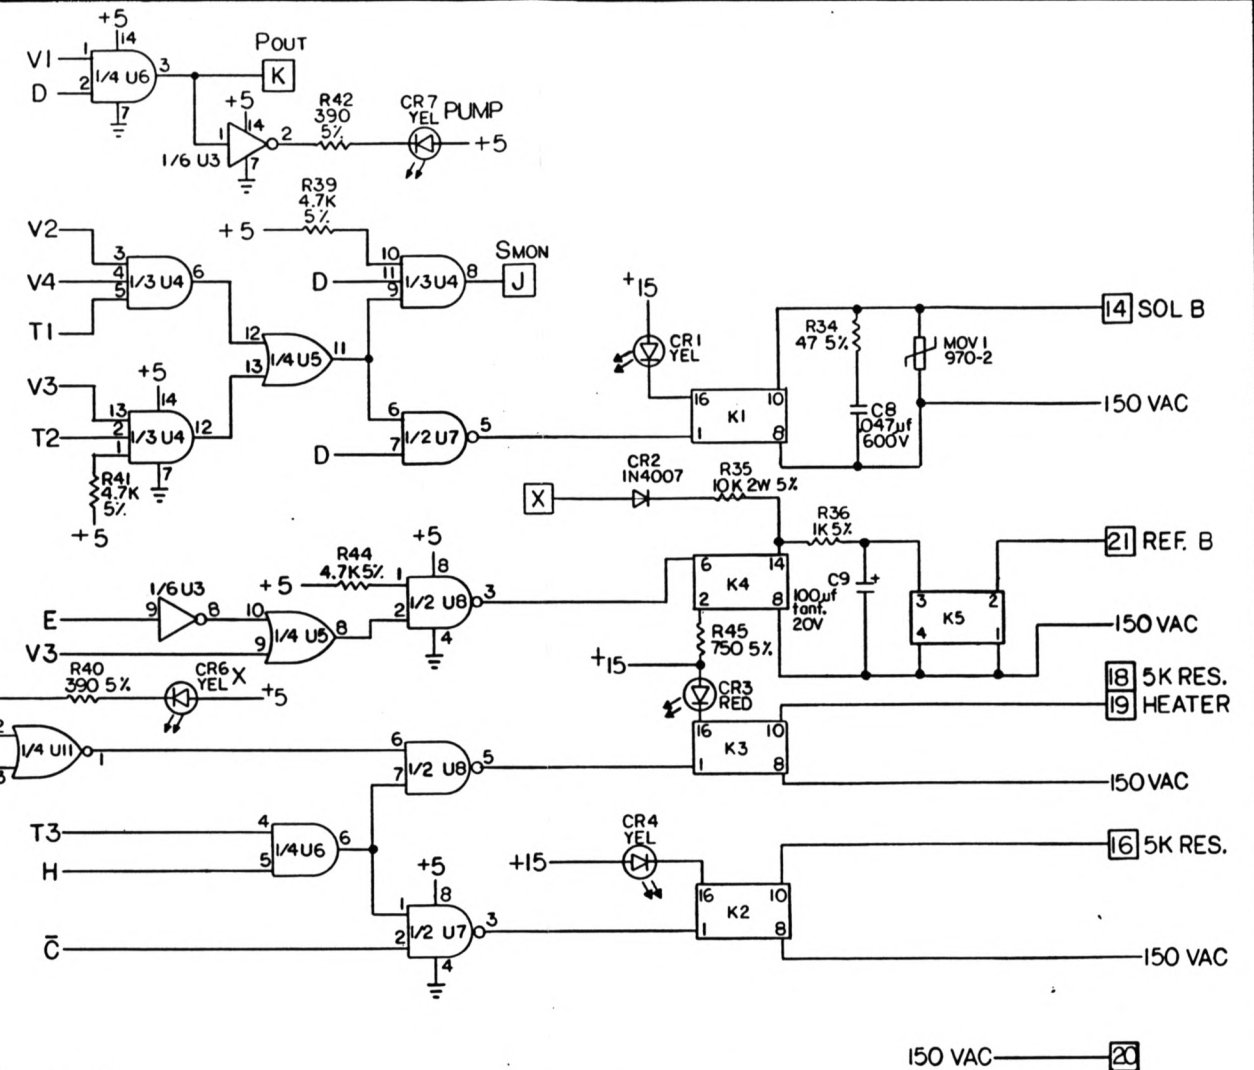 +5
V1 1 14
D 2 1/4 U6 3
7
POUT
K
+5
1 14 2
1/6 U3 7
R42
390
5%
CR7 PUMP
YEL
+5
R39
4.7K
5%
+5
V2 3
V4 4 1/3 U4 6
T1 5
10
D 11 1/3 U4 8
9
SMON
J
12
13 1/4 U5 11
+5
V3 14
13
T2 2 1/3 U4 12
1
7
R41
4.7K
5%
+5
6
7 1/2 U7 5
D
+15
CR1
YEL
16 10
K1
1 8
R34
47 5%
C8
.047µf
600V
MOV1
970-2
14 SOL B
150 VAC
X
CR2
1N4007
R35
10K 2W 5%
R36
1K 5%
21 REF. B
6 14
K4
2 8
C9 +
100µf
tant.
20V
3 2
K5
4 1
150 VAC
R45
750 5%
+15
CR3
RED
+5
R44
4.7K 5%
+5
1 8
1/2 U8 3
2
4
1/6 U3
E 9 8
10
1/4 U5 8
V3 9
R40
390 5%
CR6 X
YEL
+5
18 5K RES.
19 HEATER
16 10
K3
1 8
150 VAC
2
1/4 U11
3 1
6
1/2 U8 5
7
T3 4
1/4 U6 6
H 5
+5
1 8
1/2 U7 3
2
4
C̄
CR4
YEL
+15
16 10
K2
1 8
16 5K RES.
150 VAC
150 VAC 20